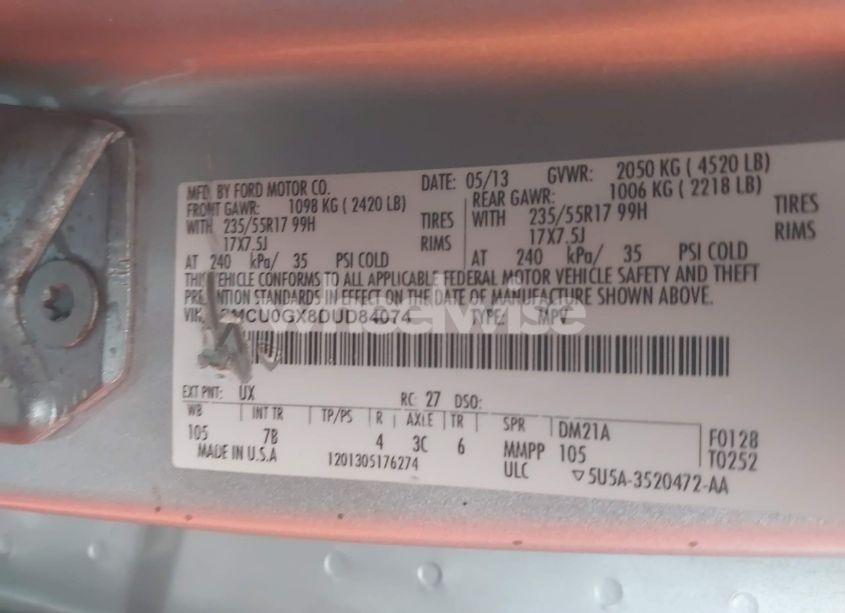 MFD. BY FORD MOTOR CO. DATE: 05/13 GVWR: 2050 KG ( 4520 LB)
FRONT GAWR: 1098 KG ( 2420 LB) REAR GAWR: 1006 KG ( 2218 LB)
WITH 235/55R17 99H TIRES WITH 235/55R17 99H TIRES
17X7.5J RIMS 17X7.5J RIMS
AT 240 kPa/ 35 PSI COLD AT 240 kPa/ 35 PSI COLD
THIS VEHICLE CONFORMS TO ALL APPLICABLE FEDERAL MOTOR VEHICLE SAFETY AND THEFT
PREVENTION STANDARDS IN EFFECT ON THE DATE OF MANUFACTURE SHOWN ABOVE.
VIN: MCU0GX8DUD84074 TYPE: MPV
wheelwise
EXT PNT: UX RC: 27 DSO:
WB INT TR TP/PS R AXLE TR SPR DM21A F0128
105 7B 4 3C 6 MMPP 105 T0252
MADE IN U.S.A 1201305176274 ULC ▽5U5A-3520472-AA